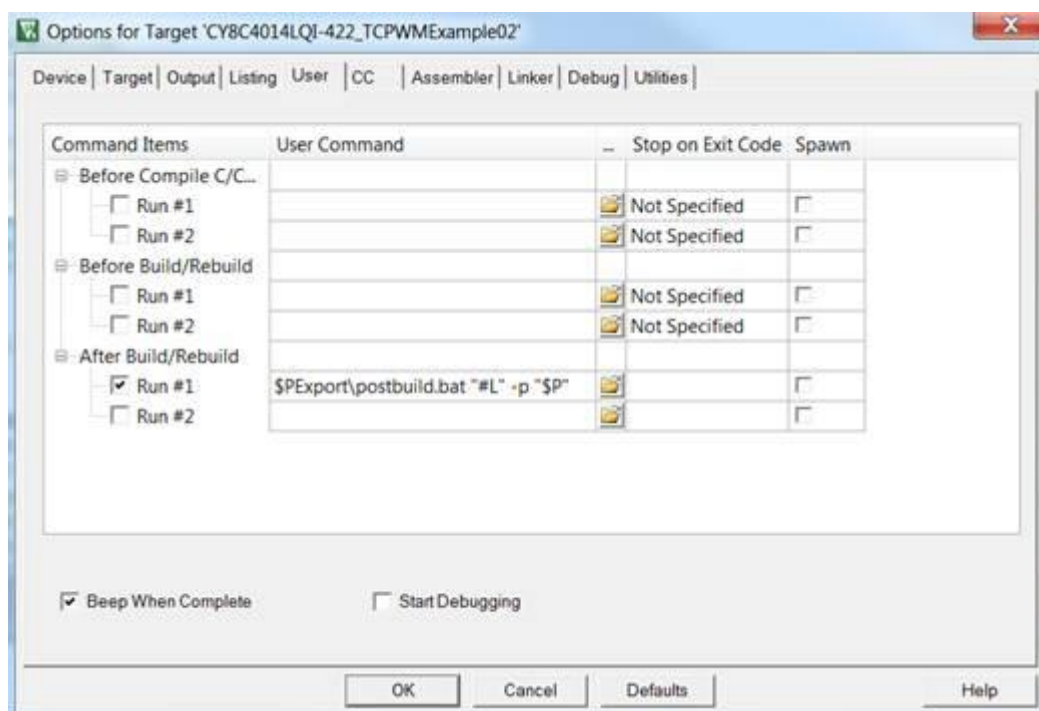 Options for Target 'CY8C4014LQI-422_TCPWMExample02'
Device | Target | Output | Listing User | CC | Assembler | Linker | Debug | Utilities |
Command Items User Command ... Stop on Exit Code Spawn
Before Compile C/C...
Run #1 Not Specified
Run #2 Not Specified
Before Build/Rebuild
Run #1 Not Specified
Run #2 Not Specified
After Build/Rebuild
Run #1 $PExport\postbuild.bat "#L" -p "$P"
Run #2
Beep When Complete Start Debugging
OK Cancel Defaults Help